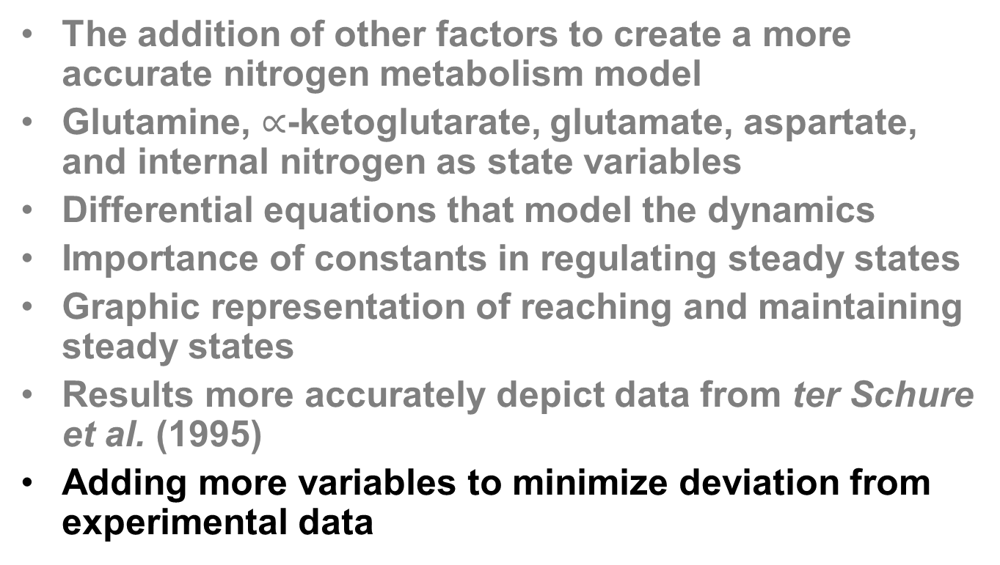 • The addition of other factors to create a more
accurate nitrogen metabolism model
• Glutamine, ∝-ketoglutarate, glutamate, aspartate,
and internal nitrogen as state variables
• Differential equations that model the dynamics
• Importance of constants in regulating steady states
• Graphic representation of reaching and maintaining
steady states
• Results more accurately depict data from ter Schure
et al. (1995)
• Adding more variables to minimize deviation from
experimental data